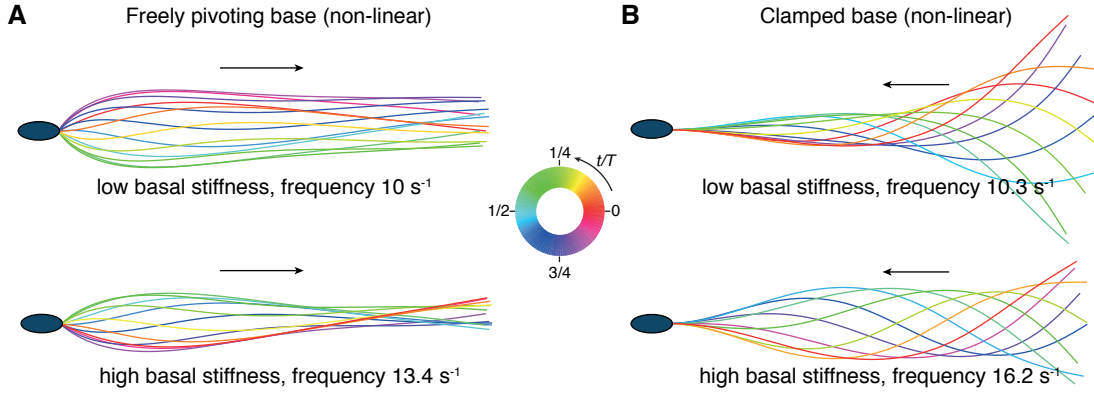 A
Freely pivoting base (non-linear)
low basal stiffness, frequency 10 s⁻¹
high basal stiffness, frequency 13.4 s⁻¹
1/4
t/T
1/2
0
3/4
B
Clamped base (non-linear)
low basal stiffness, frequency 10.3 s⁻¹
high basal stiffness, frequency 16.2 s⁻¹